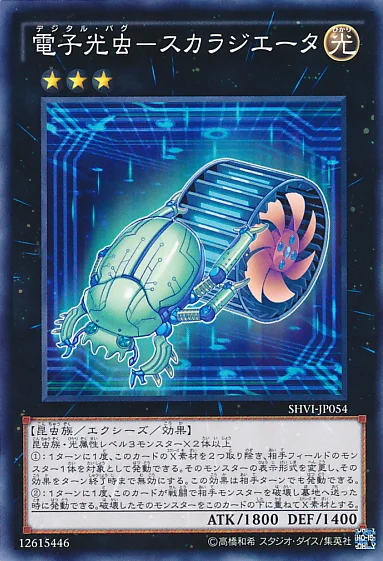 デジタル・バグ
電子光虫－スカラジエータ
ひかり
光
SHVI-JP054
【昆虫族／エクシーズ／効果】
昆虫族・光属性レベル３モンスター×２体以上
①：１ターンに１度、このカードのＸ素材を２つ取り除き、相手フィールドのモ
ンスター１体を対象として発動できる。そのモンスターの表示形式を変更し、その
効果をターン終了時まで無効にする。この効果は相手ターンでも発動できる。
②：１ターンに１度、このカードが戦闘で相手モンスターを破壊し墓地へ送った
時に発動できる。破壊したそのモンスターをこのカードの下に重ねてＸ素材とする。
ATK/1800 DEF/1400
12615446
©高橋和希 スタジオ・ダイス/集英社